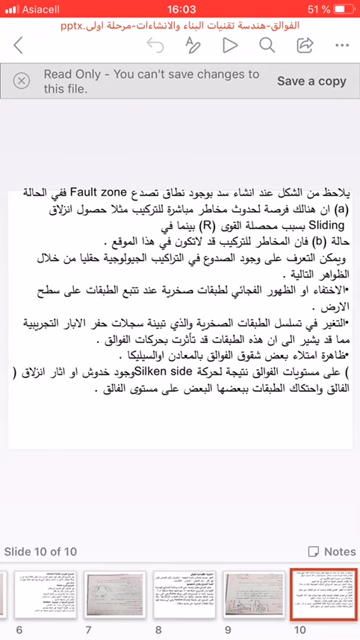 Asiacell
16:03
51 %
الفوالق-هندسة تقنيات البناء والانشاءات-مرحلة اولى.pptx
Read Only - You can't save changes to this file.
Save a copy
يلاحظ من الشكل عند انشاء سد بوجود نطاق تصدع Fault zone ففي الحالة
(a) ان هنالك فرصة لحدوث مخاطر مباشرة للتركيب مثلا حصول انزلاق
Sliding بسبب محصلة القوى (R) بينما في
حالة (b) فان المخاطر للتركيب قد لاتكون في هذا الموقع .
ويمكن التعرف على وجود الصدوع في التراكيب الجيولوجية حقليا من خلال
الظواهر التالية .
•الاختفاء او الظهور الفجائي لطبقات صخرية عند تتبع الطبقات على سطح
الارض .
•التغير في تسلسل الطبقات الصخرية والذي تبينة سجلات حفر الابار التجريبية
مما قد يشير الى ان هذه الطبقات قد تأثرت بحركات الفوالق .
•ظاهرة امتلاء بعض شقوق الفوالق بالمعادن اوالسيليكا .
) على مستويات الفوالق نتيجة لحركة Silken sideوجود خدوش او اثار انزلاق (
الفالق واحتكاك الطبقات ببعضها البعض على مستوى الفالق .
Slide 10 of 10
Notes
6
7
8
9
10